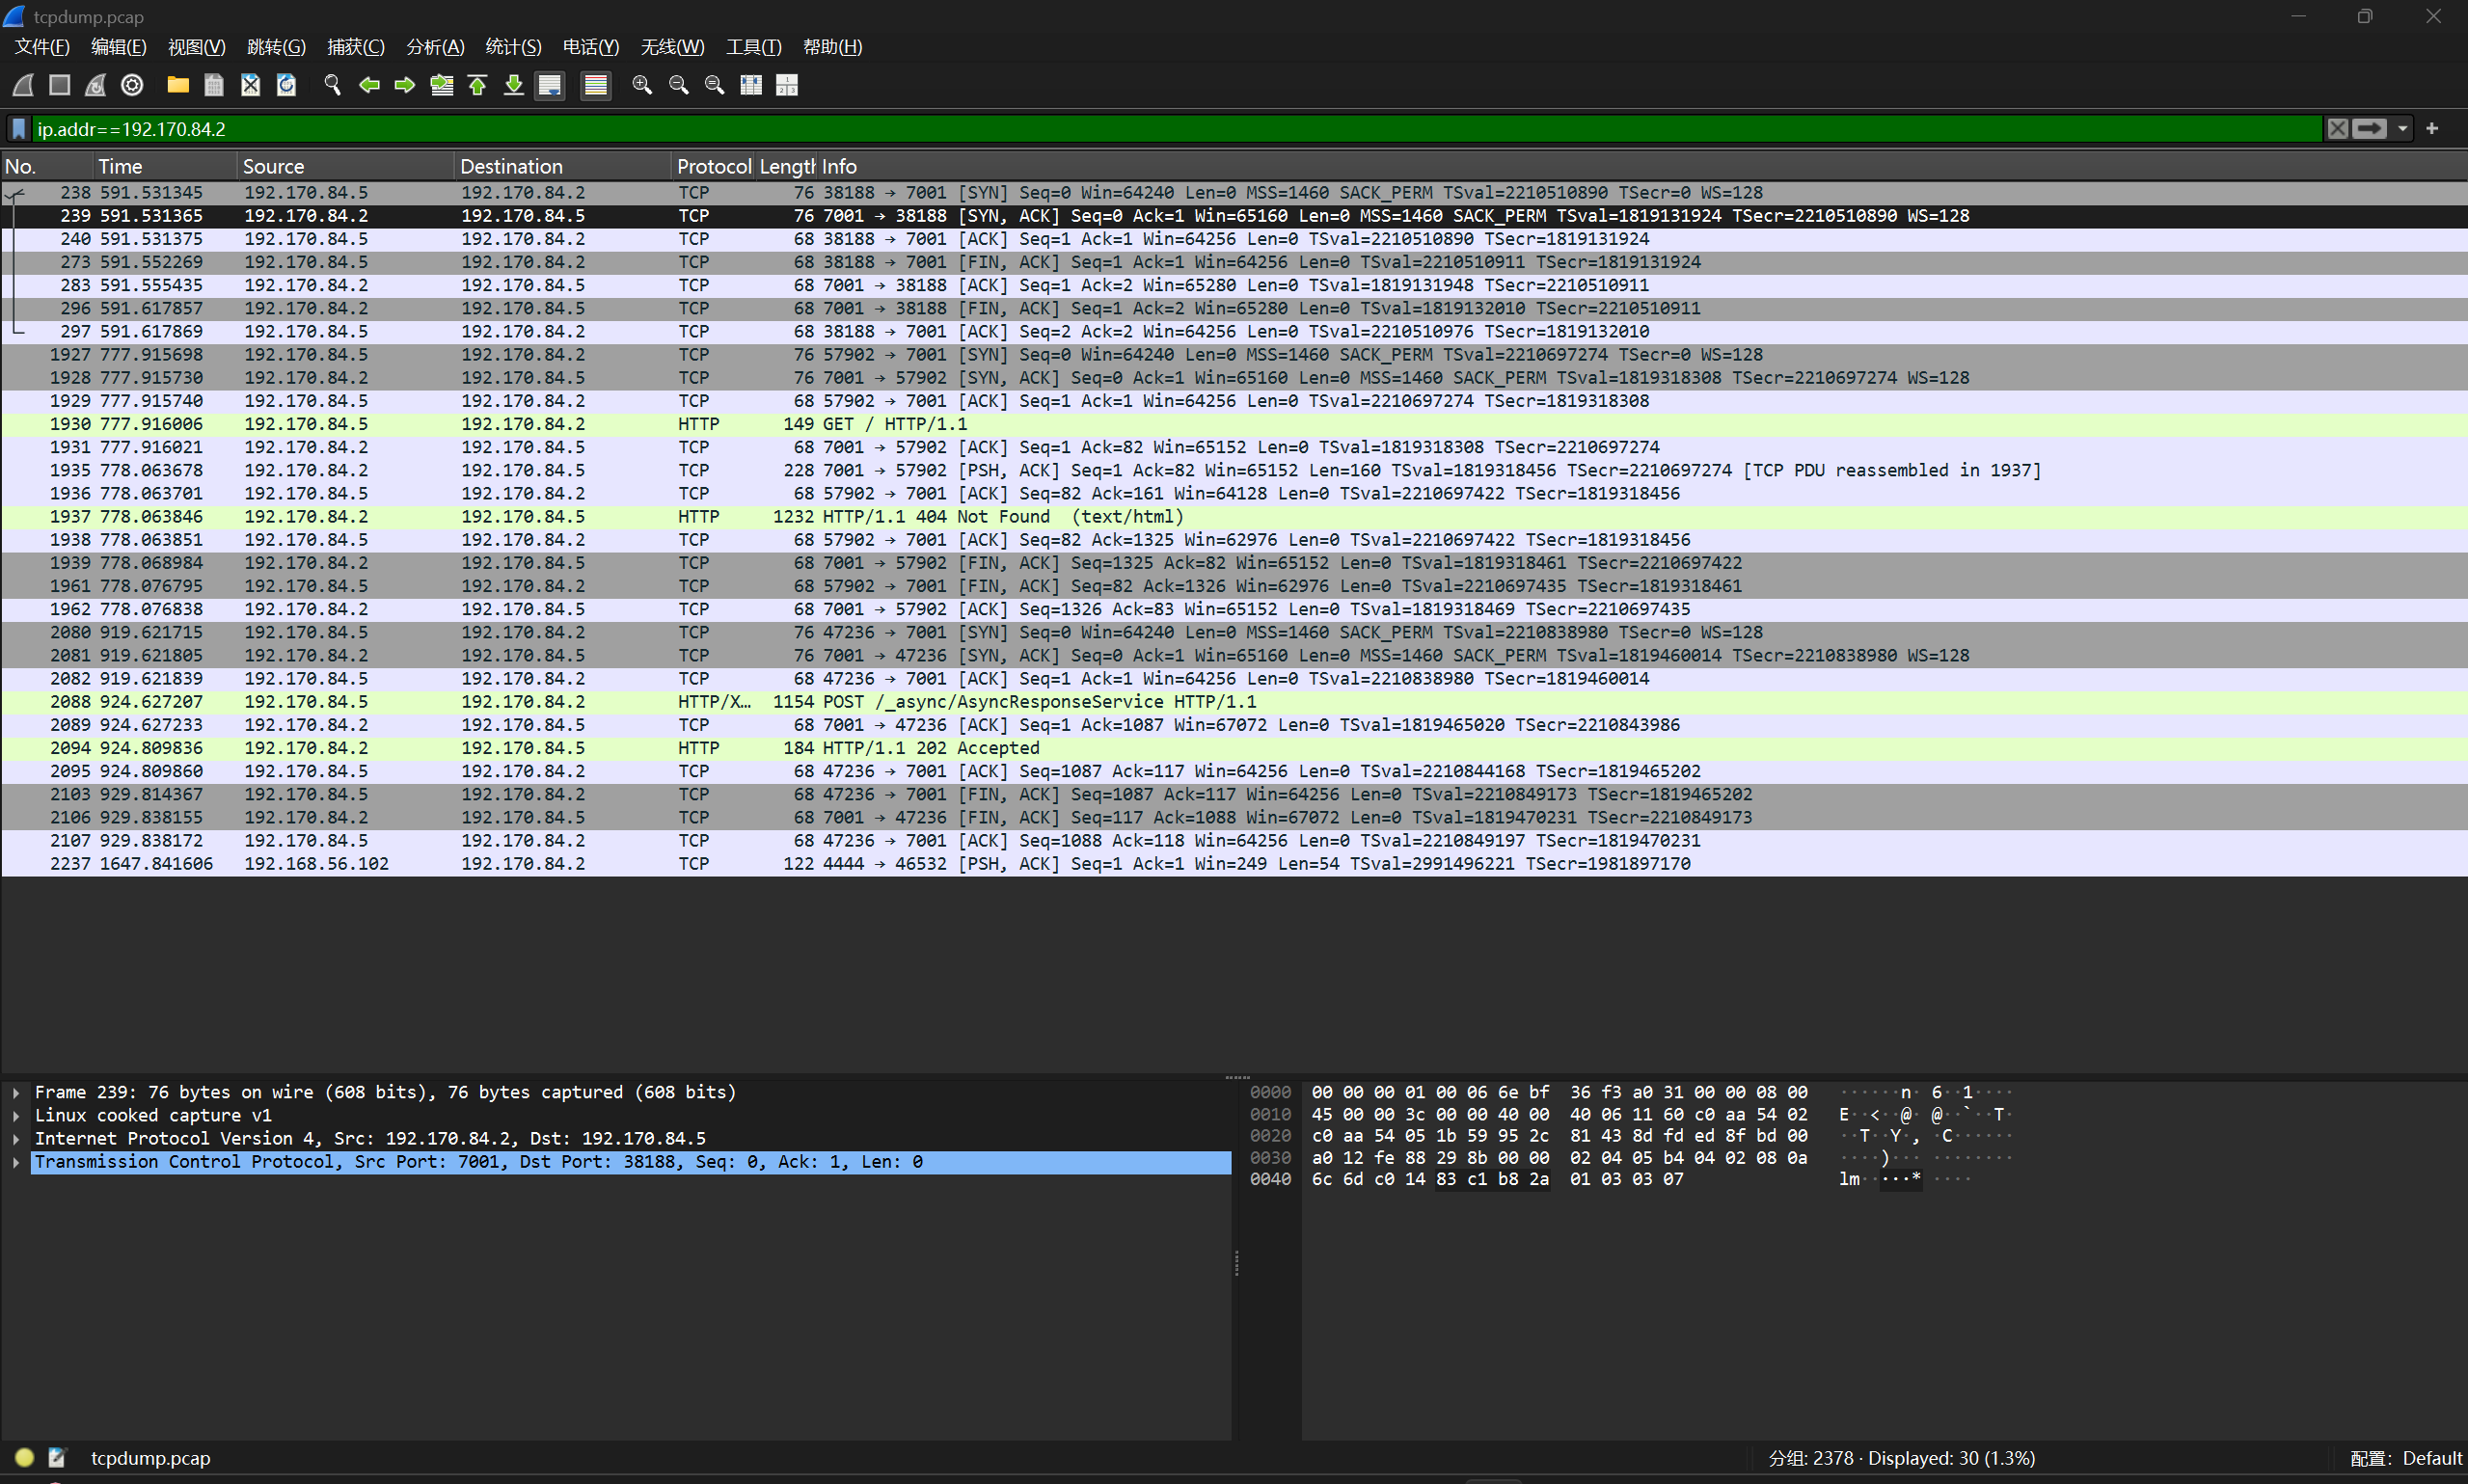 tcpdump.pcap
文件(F) 编辑(E) 视图(V) 跳转(G) 捕获(C) 分析(A) 统计(S) 电话(Y) 无线(W) 工具(T) 帮助(H)
ip.addr==192.170.84.2
No. Time Source Destination Protocol Length Info
238 591.531345 192.170.84.5 192.170.84.2 TCP 76 38188 → 7001 [SYN] Seq=0 Win=64240 Len=0 MSS=1460 SACK_PERM TSval=2210510890 TSecr=0 WS=128
239 591.531365 192.170.84.2 192.170.84.5 TCP 76 7001 → 38188 [SYN, ACK] Seq=0 Ack=1 Win=65160 Len=0 MSS=1460 SACK_PERM TSval=1819131924 TSecr=2210510890 WS=128
240 591.531375 192.170.84.5 192.170.84.2 TCP 68 38188 → 7001 [ACK] Seq=1 Ack=1 Win=64256 Len=0 TSval=2210510890 TSecr=1819131924
273 591.552269 192.170.84.5 192.170.84.2 TCP 68 38188 → 7001 [FIN, ACK] Seq=1 Ack=1 Win=64256 Len=0 TSval=2210510911 TSecr=1819131924
283 591.555435 192.170.84.2 192.170.84.5 TCP 68 7001 → 38188 [ACK] Seq=1 Ack=2 Win=65280 Len=0 TSval=1819131948 TSecr=2210510911
296 591.617857 192.170.84.2 192.170.84.5 TCP 68 7001 → 38188 [FIN, ACK] Seq=1 Ack=2 Win=65280 Len=0 TSval=1819132010 TSecr=2210510911
297 591.617869 192.170.84.5 192.170.84.2 TCP 68 38188 → 7001 [ACK] Seq=2 Ack=2 Win=64256 Len=0 TSval=2210510976 TSecr=1819132010
1927 777.915698 192.170.84.5 192.170.84.2 TCP 76 57902 → 7001 [SYN] Seq=0 Win=64240 Len=0 MSS=1460 SACK_PERM TSval=2210697274 TSecr=0 WS=128
1928 777.915730 192.170.84.2 192.170.84.5 TCP 76 7001 → 57902 [SYN, ACK] Seq=0 Ack=1 Win=65160 Len=0 MSS=1460 SACK_PERM TSval=1819318308 TSecr=2210697274 WS=128
1929 777.915740 192.170.84.5 192.170.84.2 TCP 68 57902 → 7001 [ACK] Seq=1 Ack=1 Win=64256 Len=0 TSval=2210697274 TSecr=1819318308
1930 777.916006 192.170.84.5 192.170.84.2 HTTP 149 GET / HTTP/1.1
1931 777.916021 192.170.84.2 192.170.84.5 TCP 68 7001 → 57902 [ACK] Seq=1 Ack=82 Win=65152 Len=0 TSval=1819318308 TSecr=2210697274
1935 778.063678 192.170.84.2 192.170.84.5 TCP 228 7001 → 57902 [PSH, ACK] Seq=1 Ack=82 Win=65152 Len=160 TSval=1819318456 TSecr=2210697274 [TCP PDU reassembled in 1937]
1936 778.063701 192.170.84.5 192.170.84.2 TCP 68 57902 → 7001 [ACK] Seq=82 Ack=161 Win=64128 Len=0 TSval=2210697422 TSecr=1819318456
1937 778.063846 192.170.84.2 192.170.84.5 HTTP 1232 HTTP/1.1 404 Not Found (text/html)
1938 778.063851 192.170.84.5 192.170.84.2 TCP 68 57902 → 7001 [ACK] Seq=82 Ack=1325 Win=62976 Len=0 TSval=2210697422 TSecr=1819318456
1939 778.068984 192.170.84.2 192.170.84.5 TCP 68 7001 → 57902 [FIN, ACK] Seq=1325 Ack=82 Win=65152 Len=0 TSval=1819318461 TSecr=2210697422
1961 778.076795 192.170.84.5 192.170.84.2 TCP 68 57902 → 7001 [FIN, ACK] Seq=82 Ack=1326 Win=62976 Len=0 TSval=2210697435 TSecr=1819318461
1962 778.076838 192.170.84.2 192.170.84.5 TCP 68 7001 → 57902 [ACK] Seq=1326 Ack=83 Win=65152 Len=0 TSval=1819318469 TSecr=2210697435
2080 919.621715 192.170.84.5 192.170.84.2 TCP 76 47236 → 7001 [SYN] Seq=0 Win=64240 Len=0 MSS=1460 SACK_PERM TSval=2210838980 TSecr=0 WS=128
2081 919.621805 192.170.84.2 192.170.84.5 TCP 76 7001 → 47236 [SYN, ACK] Seq=0 Ack=1 Win=65160 Len=0 MSS=1460 SACK_PERM TSval=1819460014 TSecr=2210838980 WS=128
2082 919.621839 192.170.84.5 192.170.84.2 TCP 68 47236 → 7001 [ACK] Seq=1 Ack=1 Win=64256 Len=0 TSval=2210838980 TSecr=1819460014
2088 924.627207 192.170.84.5 192.170.84.2 HTTP/X… 1154 POST /_async/AsyncResponseService HTTP/1.1
2089 924.627233 192.170.84.2 192.170.84.5 TCP 68 7001 → 47236 [ACK] Seq=1 Ack=1087 Win=67072 Len=0 TSval=1819465020 TSecr=2210843986
2094 924.809836 192.170.84.2 192.170.84.5 HTTP 184 HTTP/1.1 202 Accepted
2095 924.809860 192.170.84.5 192.170.84.2 TCP 68 47236 → 7001 [ACK] Seq=1087 Ack=117 Win=64256 Len=0 TSval=2210844168 TSecr=1819465202
2103 929.814367 192.170.84.5 192.170.84.2 TCP 68 47236 → 7001 [FIN, ACK] Seq=1087 Ack=117 Win=64256 Len=0 TSval=2210849173 TSecr=1819465202
2106 929.838155 192.170.84.2 192.170.84.5 TCP 68 7001 → 47236 [FIN, ACK] Seq=117 Ack=1088 Win=67072 Len=0 TSval=1819470231 TSecr=2210849173
2107 929.838172 192.170.84.5 192.170.84.2 TCP 68 47236 → 7001 [ACK] Seq=1088 Ack=118 Win=64256 Len=0 TSval=2210849197 TSecr=1819470231
2237 1647.841606 192.168.56.102 192.170.84.2 TCP 122 4444 → 46532 [PSH, ACK] Seq=1 Ack=1 Win=249 Len=54 TSval=2991496221 TSecr=1981897170
Frame 239: 76 bytes on wire (608 bits), 76 bytes captured (608 bits)
Linux cooked capture v1
Internet Protocol Version 4, Src: 192.170.84.2, Dst: 192.170.84.5
Transmission Control Protocol, Src Port: 7001, Dst Port: 38188, Seq: 0, Ack: 1, Len: 0
0000 00 00 00 01 00 06 6e bf 36 f3 a0 31 00 00 08 00 ······n· 6··1····
0010 45 00 00 3c 00 00 40 00 40 06 11 60 c0 aa 54 02 E··<··@· @··`··T·
0020 c0 aa 54 05 1b 59 95 2c 81 43 8d fd ed 8f bd 00 ··T··Y·, ·C······
0030 a0 12 fe 88 29 8b 00 00 02 04 05 b4 04 02 08 0a ····)··· ········
0040 6c 6d c0 14 83 c1 b8 2a 01 03 03 07 lm·····* ····
tcpdump.pcap
分组: 2378 · Displayed: 30 (1.3%)
配置: Default